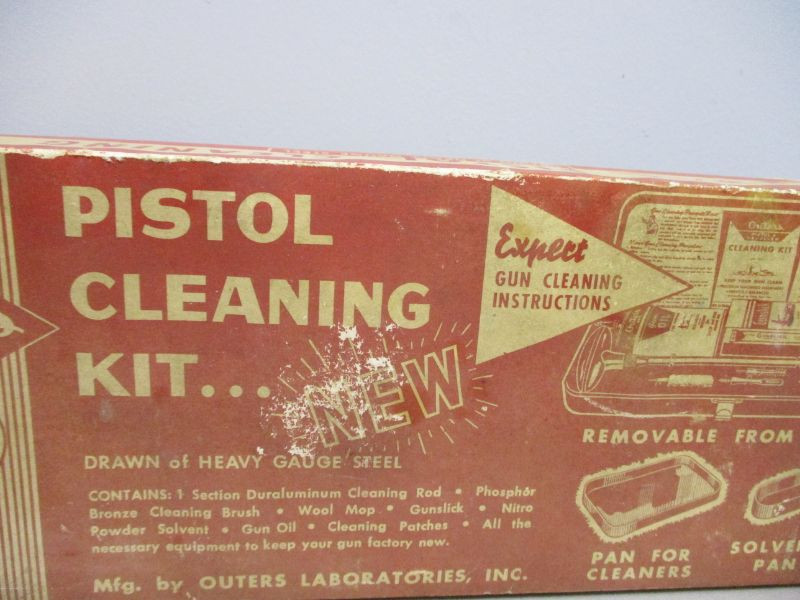 PISTOL
CLEANING
KIT...
NEW
Expert
GUN CLEANING
INSTRUCTIONS
CLEANING KIT
DRAWN of HEAVY GAUGE STEEL
CONTAINS: 1 Section Duraluminum Cleaning Rod • Phosphor
Bronze Cleaning Brush • Wool Mop • Gunslick • Nitro
Powder Solvent • Gun Oil • Cleaning Patches • All the
necessary equipment to keep your gun factory new.
Mfg. by OUTERS LABORATORIES, INC.
REMOVABLE FROM
PAN FOR
CLEANERS
SOLVE
PAN